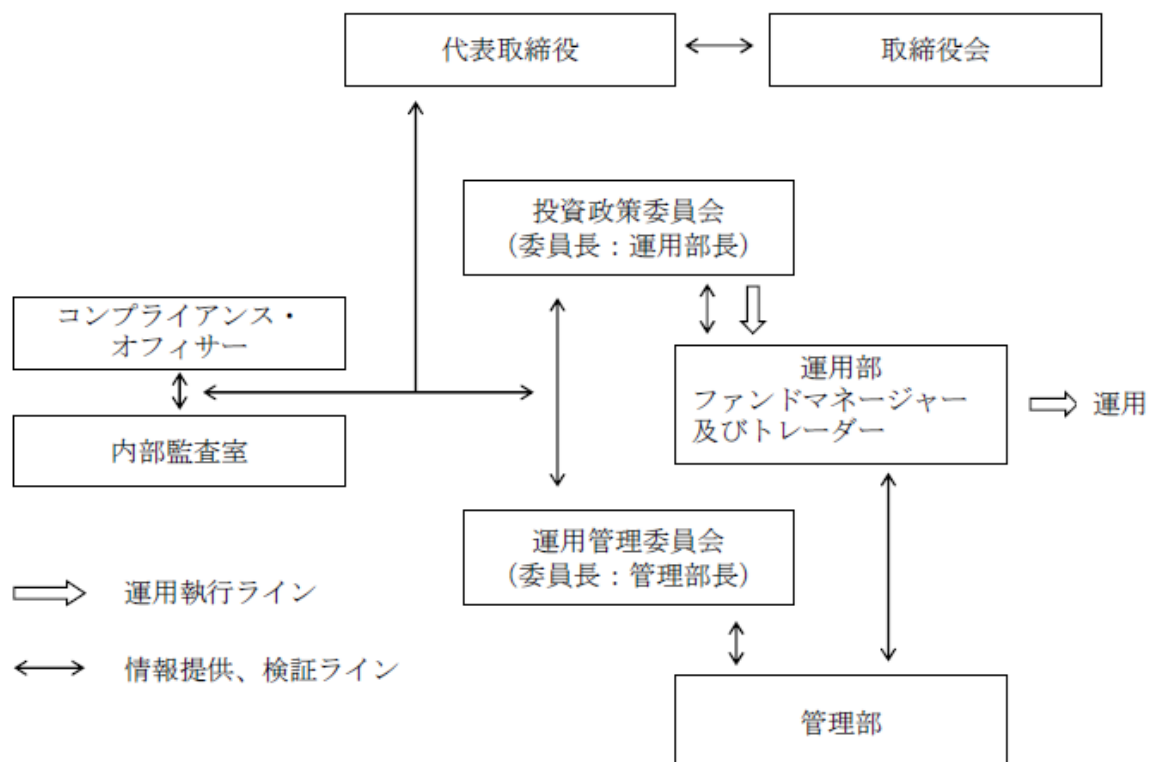 代表取締役
取締役会
投資政策委員会
（委員長：運用部長）
コンプライアンス・
オフィサー
内部監査室
運用部
ファンドマネージャー
及びトレーダー
運用
運用管理委員会
（委員長：管理部長）
運用執行ライン
情報提供、検証ライン
管理部